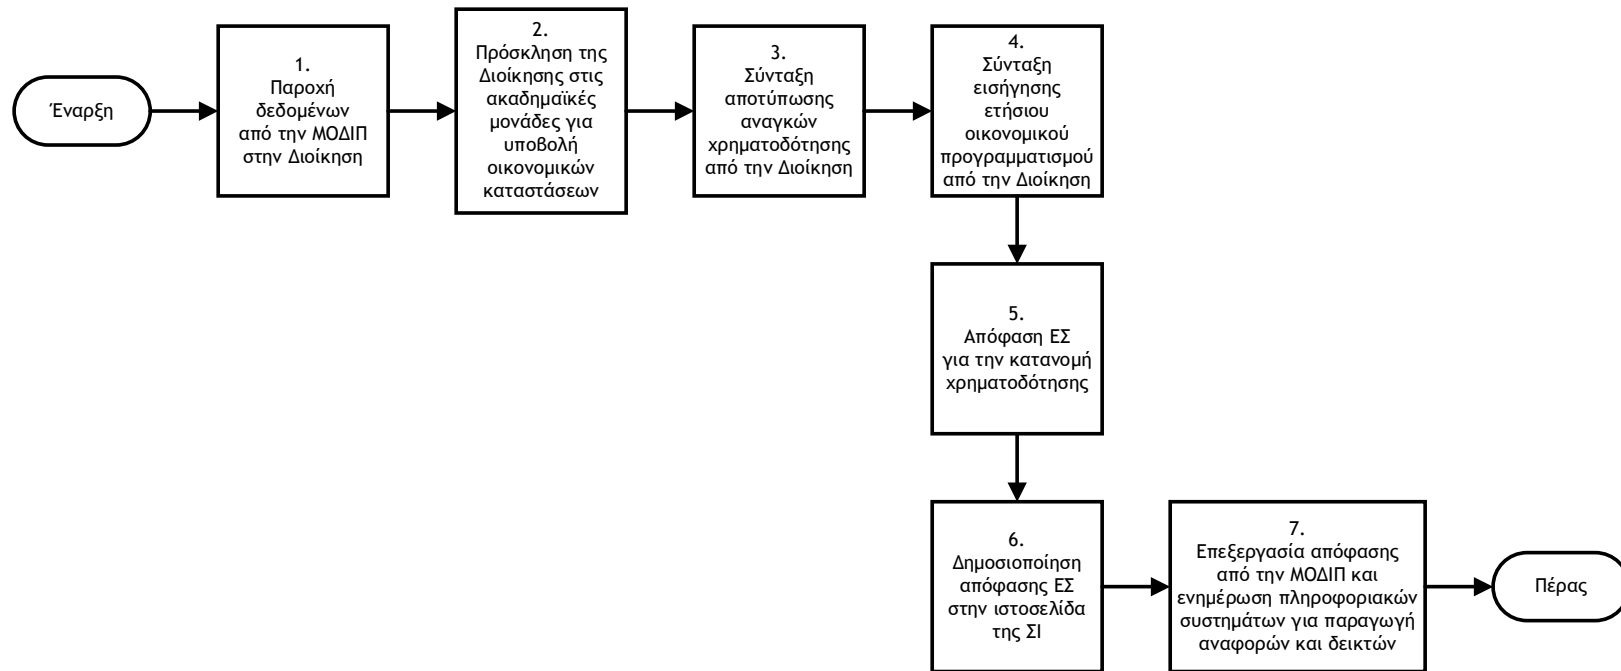 Έναρξη
1.
Παροχή
δεδομένων
από την ΜΟΔΙΠ
στην Διοίκηση
2.
Πρόσκληση της
Διοίκησης στις
ακαδημαϊκές
μονάδες για
υποβολή
οικονομικών
καταστάσεων
3.
Σύνταξη
αποτύπωσης
αναγκών
χρηματοδότησης
από την Διοίκηση
4.
Σύνταξη
εισήγησης
ετήσιου
οικονομικού
προγραμματισμού
από την Διοίκηση
5.
Απόφαση ΕΣ
για την κατανομή
χρηματοδότησης
6.
Δημοσιοποίηση
απόφασης ΕΣ
στην ιστοσελίδα
της ΣΙ
7.
Επεξεργασία απόφασης
από την ΜΟΔΙΠ και
ενημέρωση πληροφοριακών
συστημάτων για παραγωγή
αναφορών και δεικτών
Πέρας